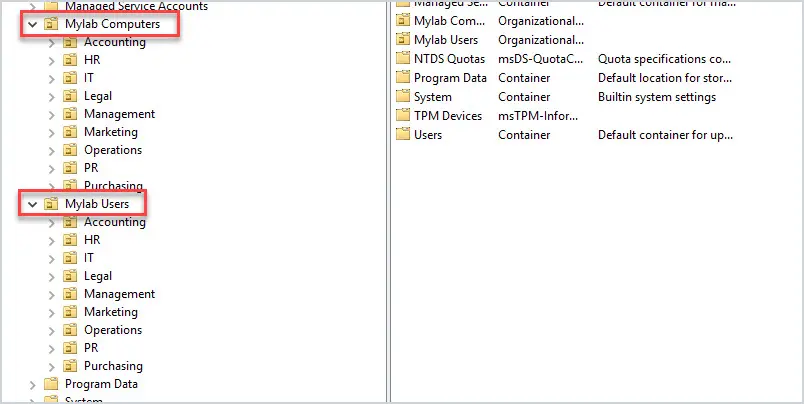 Managed Service Accounts
Mylab Computers
Accounting
HR
IT
Legal
Management
Marketing
Operations
PR
Purchasing
Mylab Users
Accounting
HR
IT
Legal
Management
Marketing
Operations
PR
Purchasing
Program Data
System
Managed Se... Container Default container for ma...
Mylab Com... Organizational...
Mylab Users Organizational...
NTDS Quotas msDS-QuotaC... Quota specifications co...
Program Data Container Default location for stor...
System Container Builtin system settings
TPM Devices msTPM-Infor...
Users Container Default container for up...